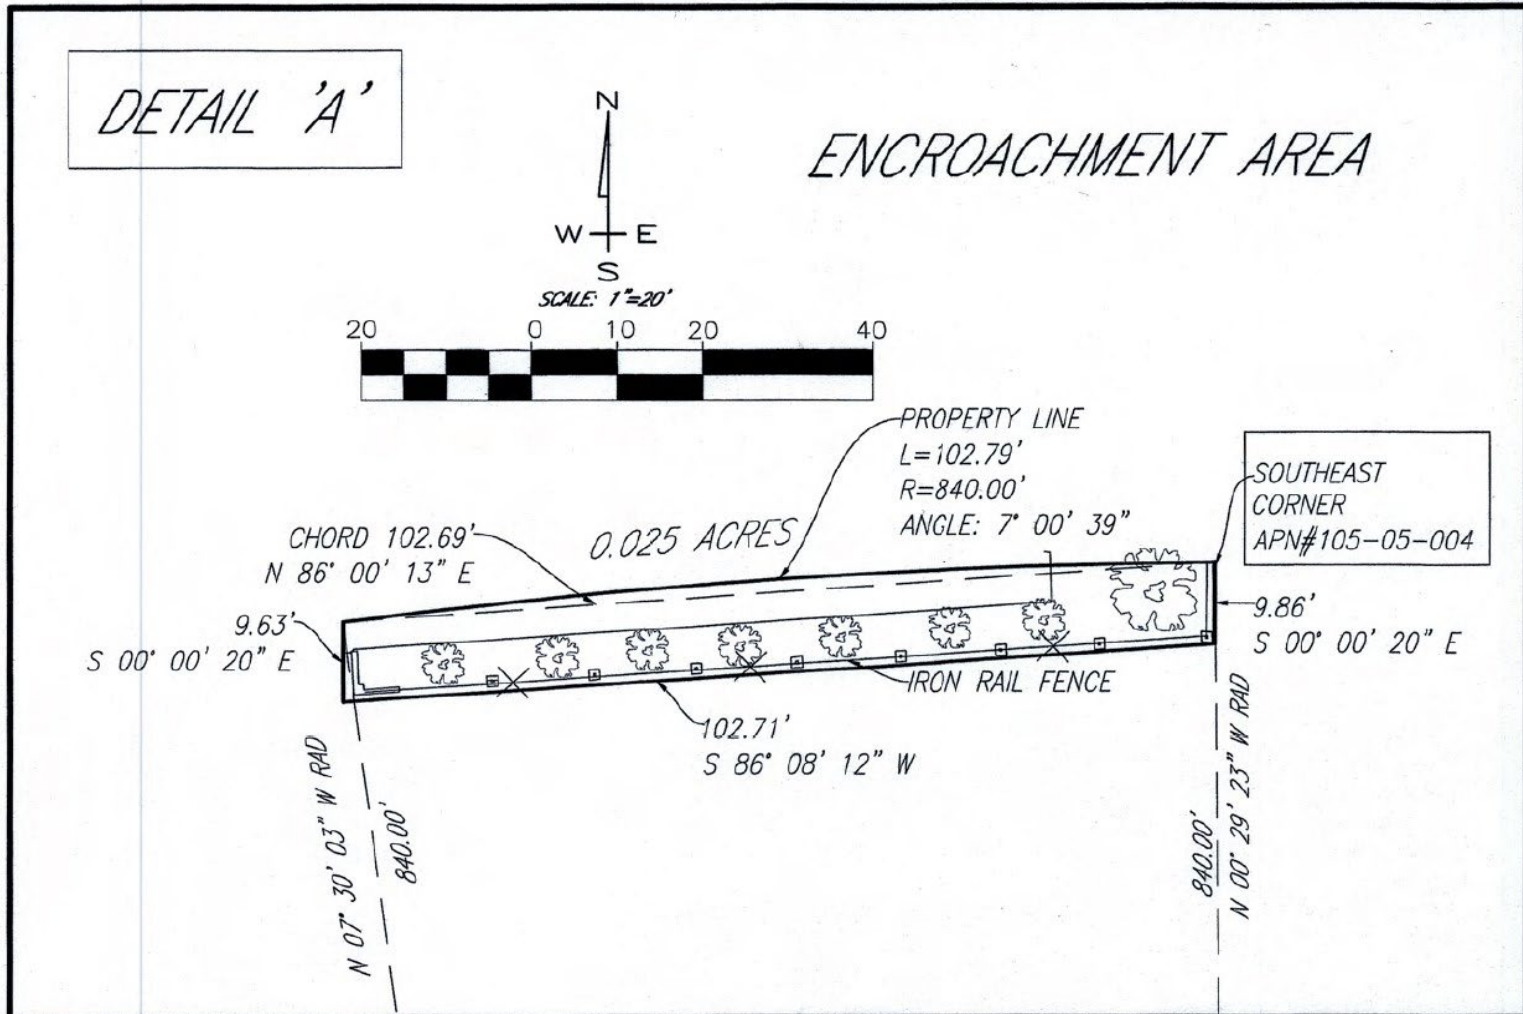 DETAIL 'A'
ENCROACHMENT AREA
N
W E
S
SCALE: 1"=20'
20 0 10 20 40
PROPERTY LINE
L=102.79'
R=840.00'
ANGLE: 7° 00' 39"
SOUTHEAST
CORNER
APN#105-05-004
CHORD 102.69'
N 86° 00' 13" E
0.025 ACRES
9.63'
S 00° 00' 20" E
9.86'
S 00° 00' 20" E
IRON RAIL FENCE
102.71'
S 86° 08' 12" W
N 07° 30' 03" W RAD
840.00'
840.00'
N 00° 29' 23" W RAD